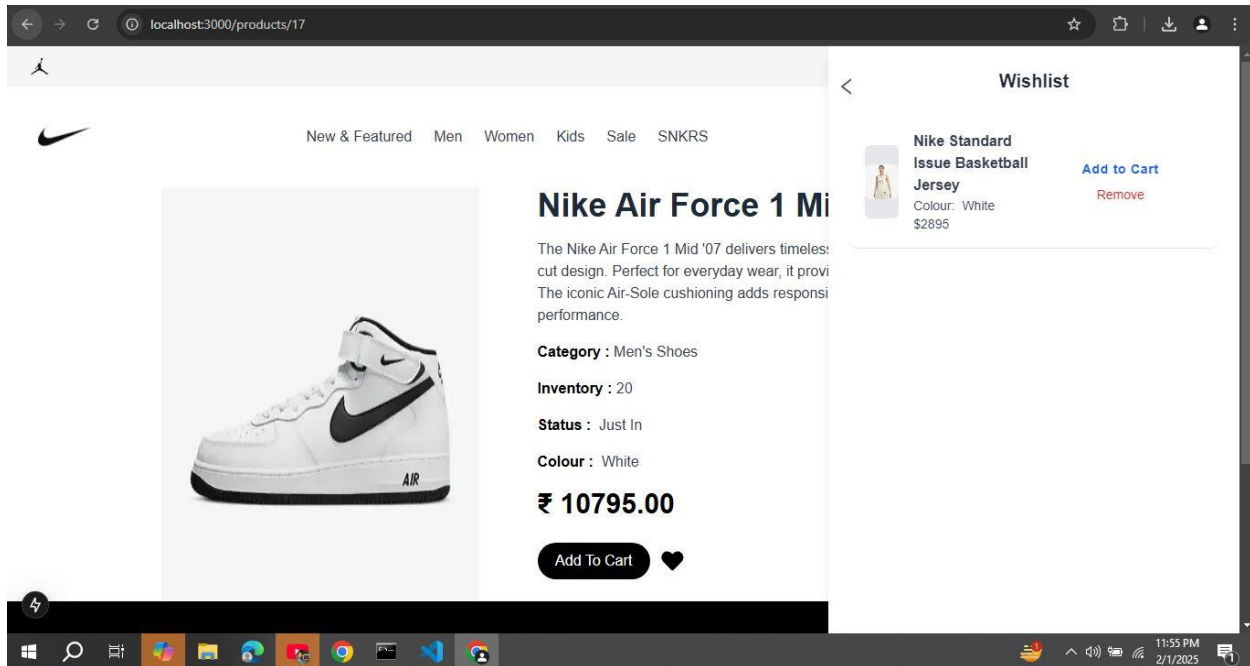 localhost:3000/products/17
Wishlist
New & Featured Men Women Kids Sale SNKRS
Nike Standard
Issue Basketball
Jersey
Colour: White
$2895
Add to Cart
Remove
Nike Air Force 1 Mi
The Nike Air Force 1 Mid '07 delivers timeles
cut design. Perfect for everyday wear, it provi
The iconic Air-Sole cushioning adds responsi
performance.
Category : Men's Shoes
Inventory : 20
Status : Just In
Colour : White
₹ 10795.00
Add To Cart
AIR
11:55 PM
2/1/2025
1